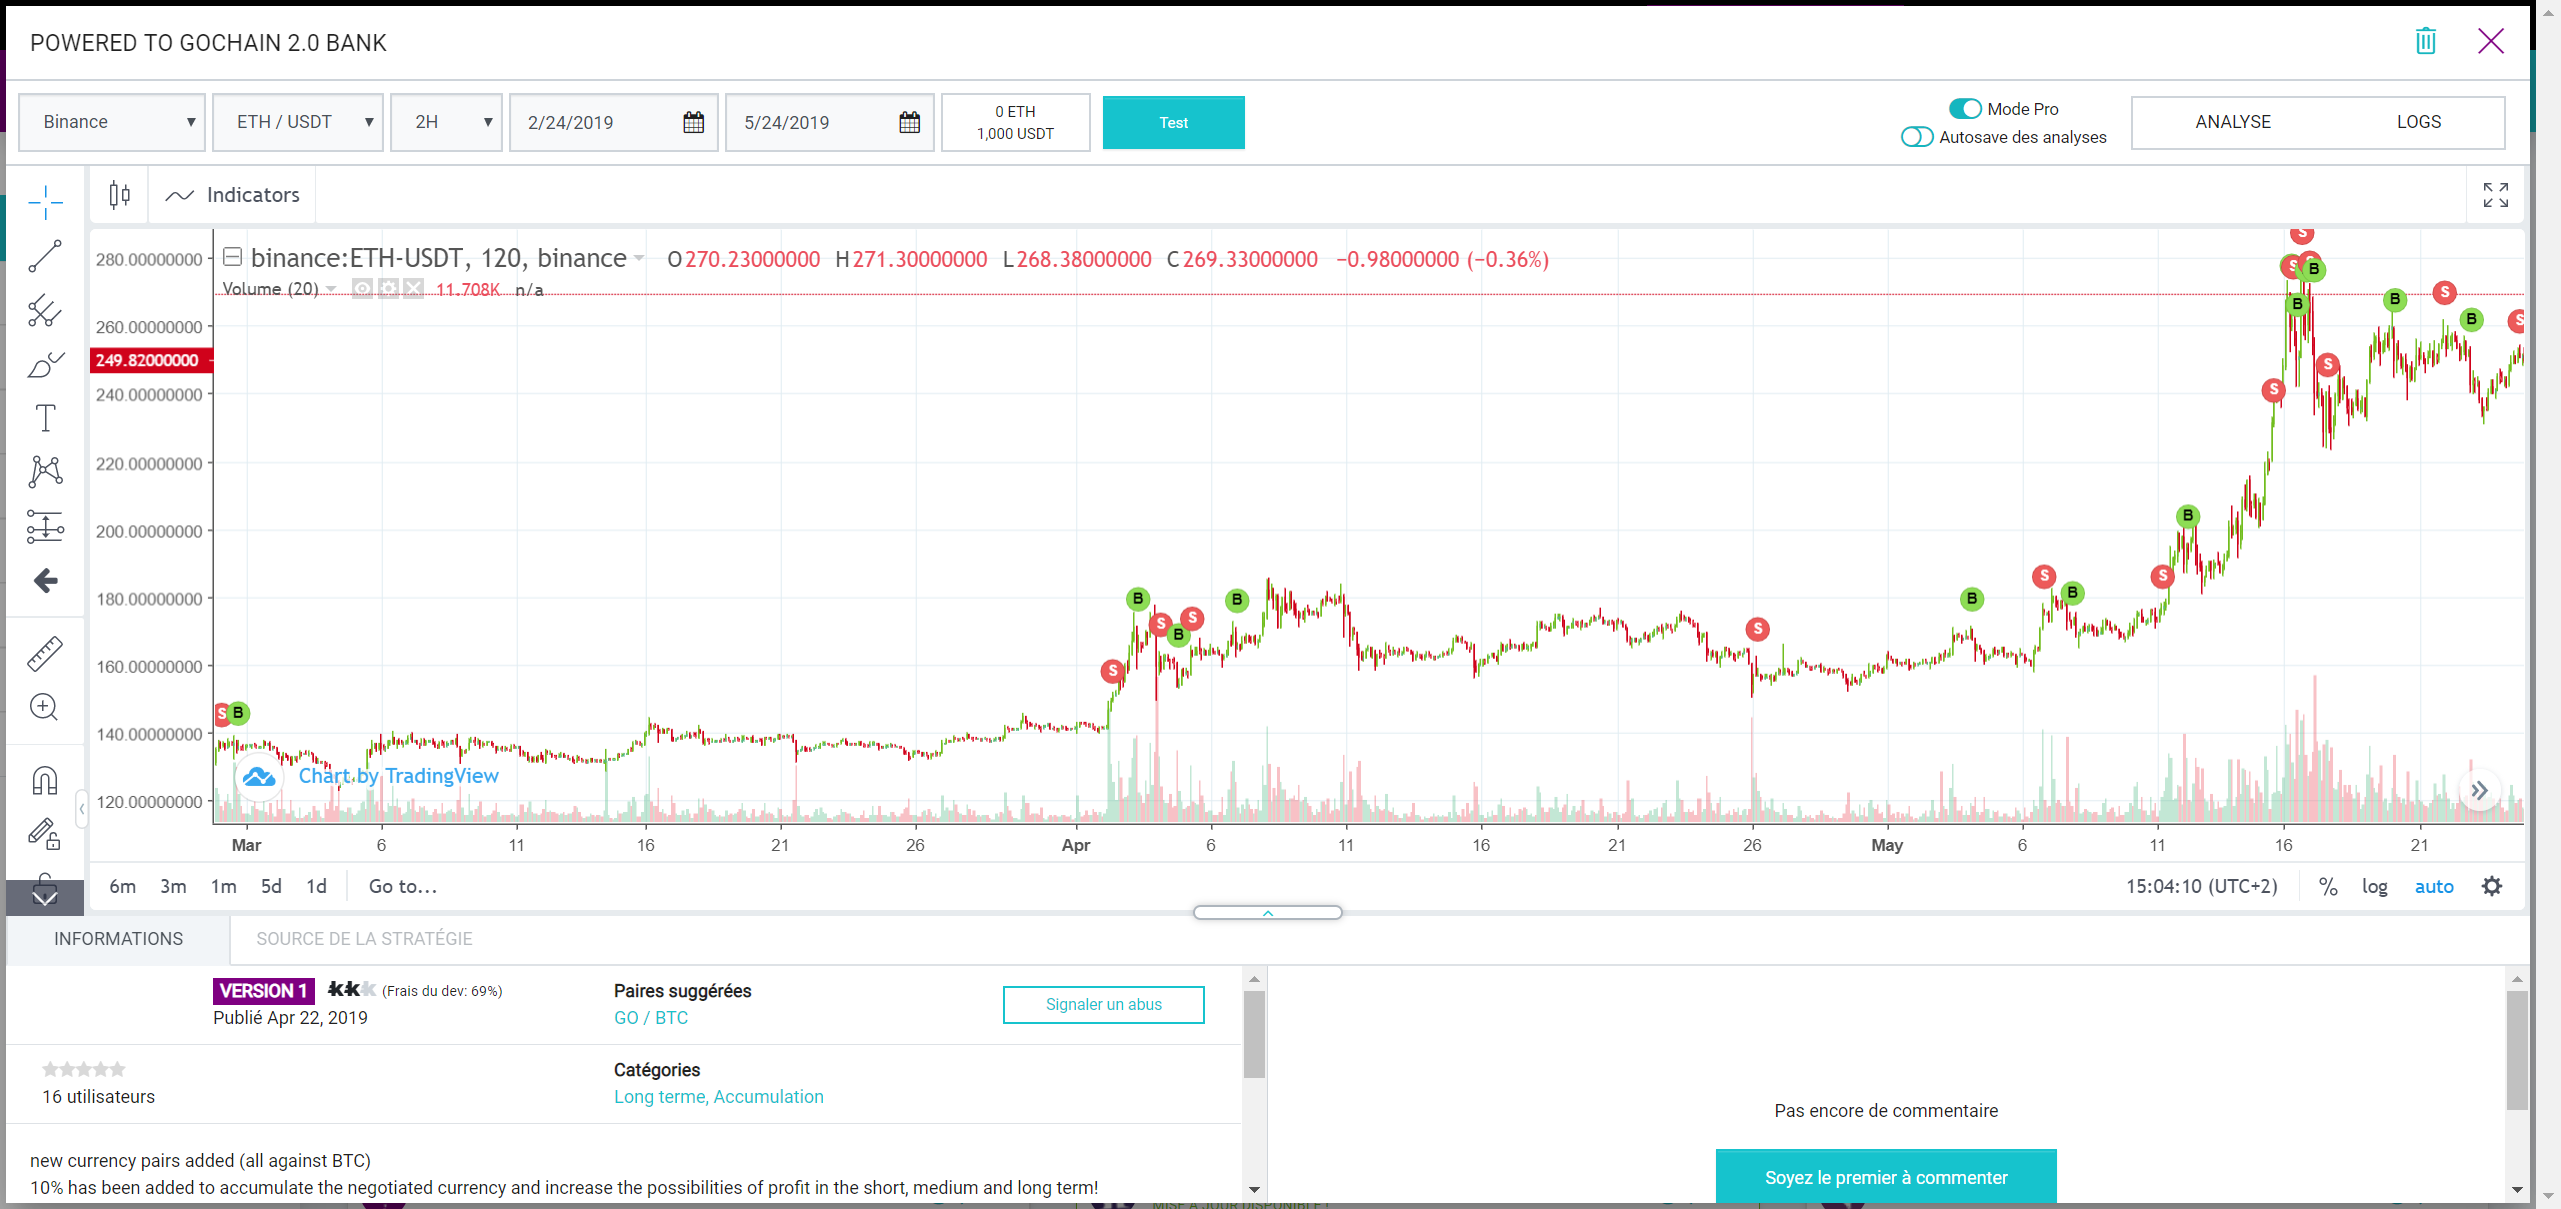 POWERED TO GOCHAIN 2.0 BANK
Binance ETH / USDT 2H 2/24/2019 5/24/2019
0 ETH
1,000 USDT
Test
Mode Pro
Autosave des analyses
ANALYSE LOGS
Indicators
binance:ETH-USDT, 120, binance O270.23000000 H271.30000000 L268.38000000 C269.33000000 −0.98000000 (−0.36%)
Volume (20) 11.708K n/a
280.00000000
260.00000000
249.82000000
240.00000000
220.00000000
200.00000000
180.00000000
160.00000000
140.00000000
120.00000000
S B S B S B S B S B S B S B S S B S S B S B S B S
Chart by TradingView
Mar 6 11 16 21 26 Apr 6 11 16 21 26 May 6 11 16 21
6m 3m 1m 5d 1d Go to... 15:04:10 (UTC+2) % log auto
INFORMATIONS SOURCE DE LA STRATÉGIE
VERSION 1 (Frais du dev: 69%)
Publié Apr 22, 2019
Paires suggérées
GO / BTC
Signaler un abus
16 utilisateurs
Catégories
Long terme, Accumulation
new currency pairs added (all against BTC)
10% has been added to accumulate the negotiated currency and increase the possibilities of profit in the short, medium and long term!
Pas encore de commentaire
Soyez le premier à commenter
MISE A JOUR DISPONIBLE !